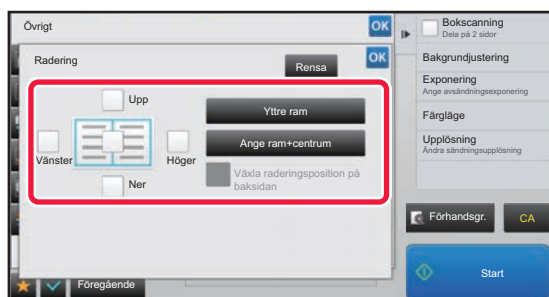 Övrigt
OK
Radering
Rensa
OK
Upp
Vänster
Höger
Ner
Yttre ram
Ange ram+centrum
Växla raderingsposition på
baksidan
Föregående
Bokscanning
Dela på 2 sidor
Bakgrundjustering
Exponering
Ange avsändningsexponering
Färgläge
Upplösning
Ändra sändningsupplösning
Förhandsgr.
CA
Start